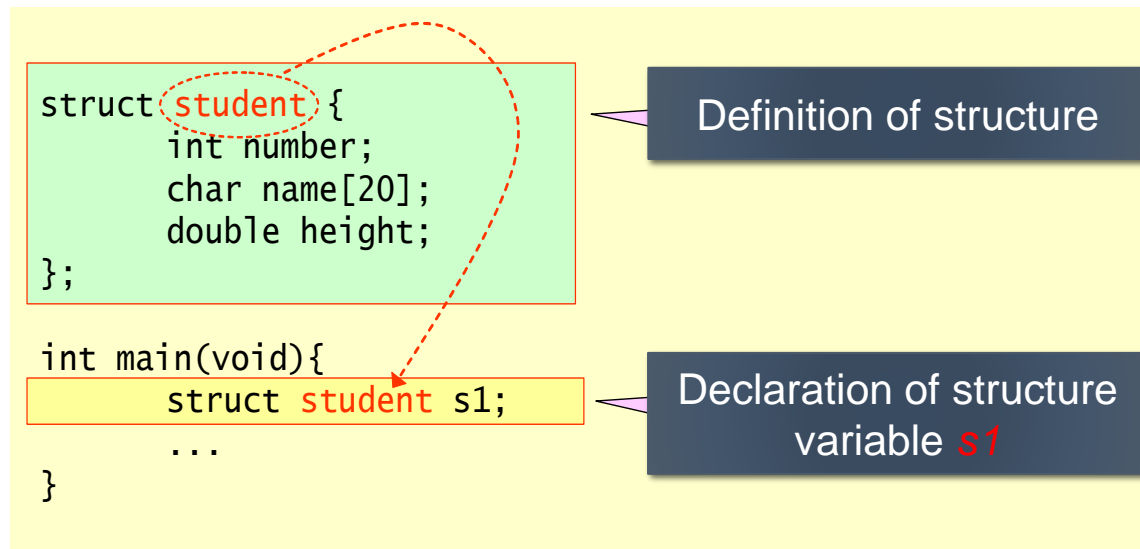 struct student {
int number;
char name[20];
double height;
};
Definition of structure
int main(void){
struct student s1;
...
}
Declaration of structure
variable s1